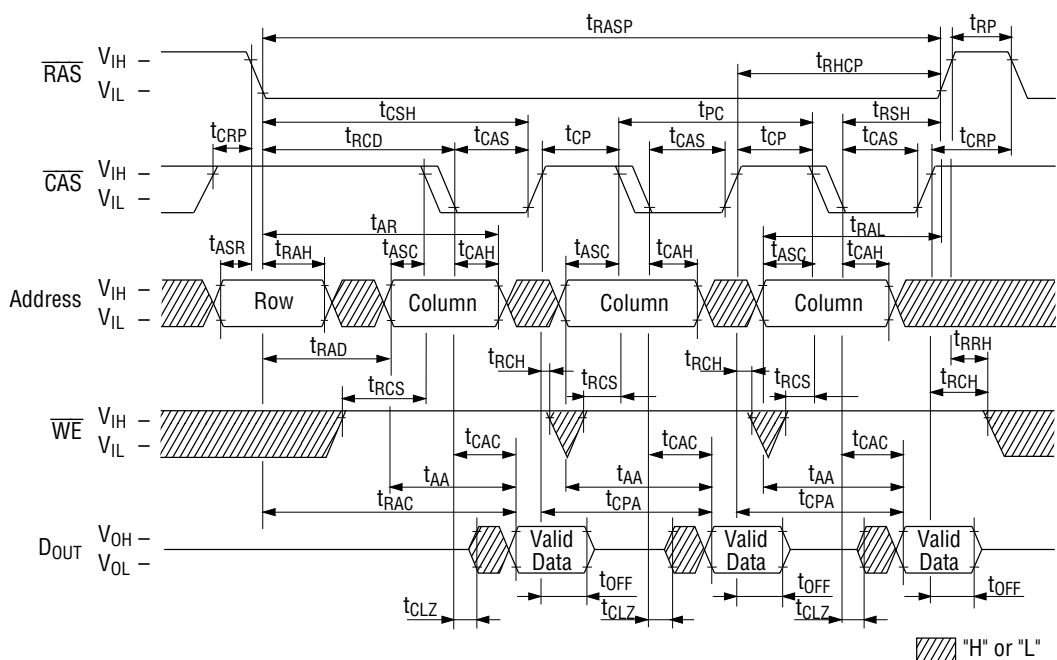 tRASP
tRP
RAS
VIH
VIL
tRHCP
tCRP
tCSH
tPC
tRSH
tRCD
tCAS
tCP
tCAS
tCP
tCAS
tCRP
CAS
VIH
VIL
tAR
tRAL
tASR
tRAH
tASC
tCAH
tASC
tCAH
tASC
tCAH
Address
VIH
VIL
Row
Column
Column
Column
tRAD
tRCH
tRCH
tRRH
tRCS
tRCS
tRCS
tRCH
WE
VIH
VIL
tCAC
tCAC
tCAC
tAA
tAA
tAA
tRAC
tCPA
tCPA
DOUT
VOH
VOL
Valid Data
Valid Data
Valid Data
tOFF
tOFF
tOFF
tCLZ
tCLZ
tCLZ
"H" or "L"